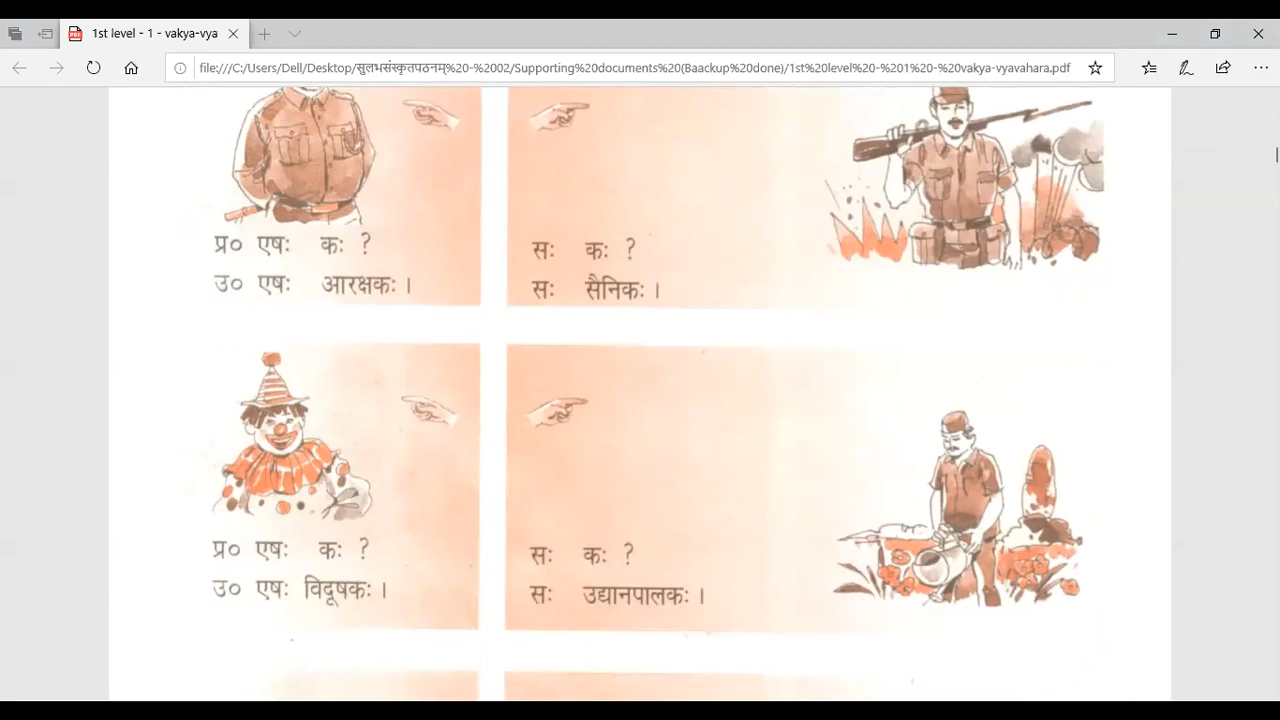 1st level - 1 - vakya-vya
file:///C:/Users/Dell/Desktop/सुलभसंस्कृतपठनम्%20-%2002/Supporting%20documents%20(Baackup%20done)/1st%20level%20-%201%20-%20vakya-vyavahara.pdf
प्र० एषः कः ?
उ० एषः आरक्षकः ।
सः कः ?
सः सैनिकः ।
प्र० एषः कः ?
उ० एषः विदूषकः ।
सः कः ?
सः उद्यानपालकः ।